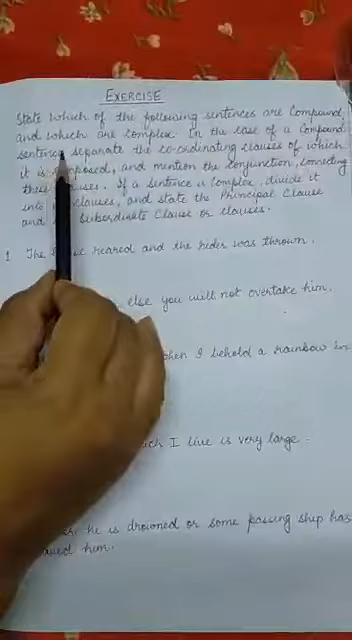 EXERCISE
State which of the following sentences are Compound,
and which are complex. In the case of a Compound
sentence separate the co-ordinating clauses of which
it is composed, and mention the conjunction, connecting
If a sentence is Complex, divide it
into clauses, and state the Principal Clause
and Subordinate Clause or clauses.
1 The reared and the rider was thrown.
else you will not overtake him.
when I behold a rainbow in
which I live is very large.
he is drowned or some passing ship has
saved him.